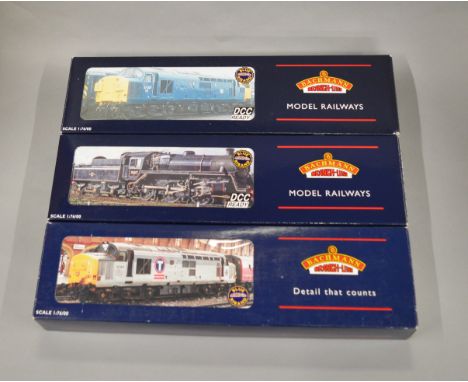 BACHMANN
BRANCH-LINE
MODEL RAILWAYS
DCC
READY
SCALE 1:76/00
BACHMANN
BRANCH-LINE
MODEL RAILWAYS
DCC
READY
SCALE 1:76/00
BACHMANN
BRANCH-LINE
Detail that counts
SCALE 1:76/00